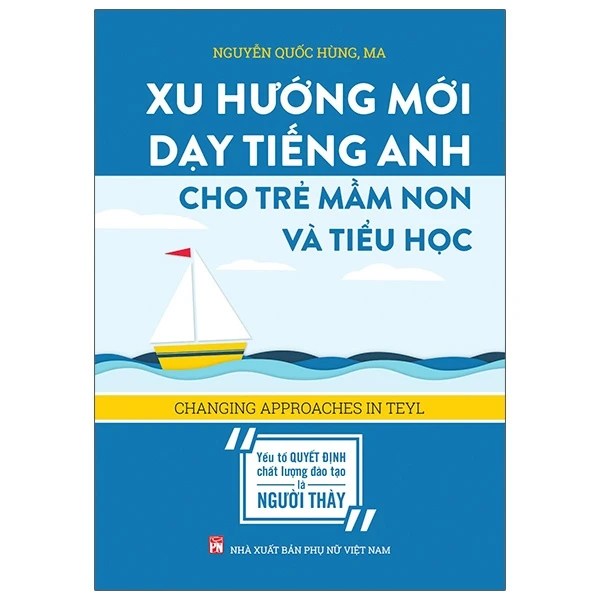 NGUYỄN QUỐC HÙNG, MA
XU HƯỚNG MỚI
DẠY TIẾNG ANH
CHO TRẺ MẦM NON
VÀ TIỂU HỌC
CHANGING APPROACHES IN TEYL
Yếu tố QUYẾT ĐỊNH
chất lượng đào tạo
là
NGƯỜI THÀY
PN
NHÀ XUẤT BẢN PHỤ NỮ VIỆT NAM